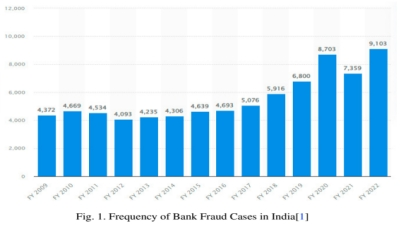 12.000
10.000
8.000
6.000
4.000
2.000
0
4,372
4,669
4,534
4,093
4,235
4,306
4,639
4,693
5,076
5,916
6,800
8,703
7,359
9,103
FY 2009
FY 2010
FY 2011
FY 2012
FY 2013
FY 2014
FY 2015
FY 2016
FY 2017
FY 2018
FY 2019
FY 2020
FY 2021
FY 2022
Fig. 1. Frequency of Bank Fraud Cases in India[1]